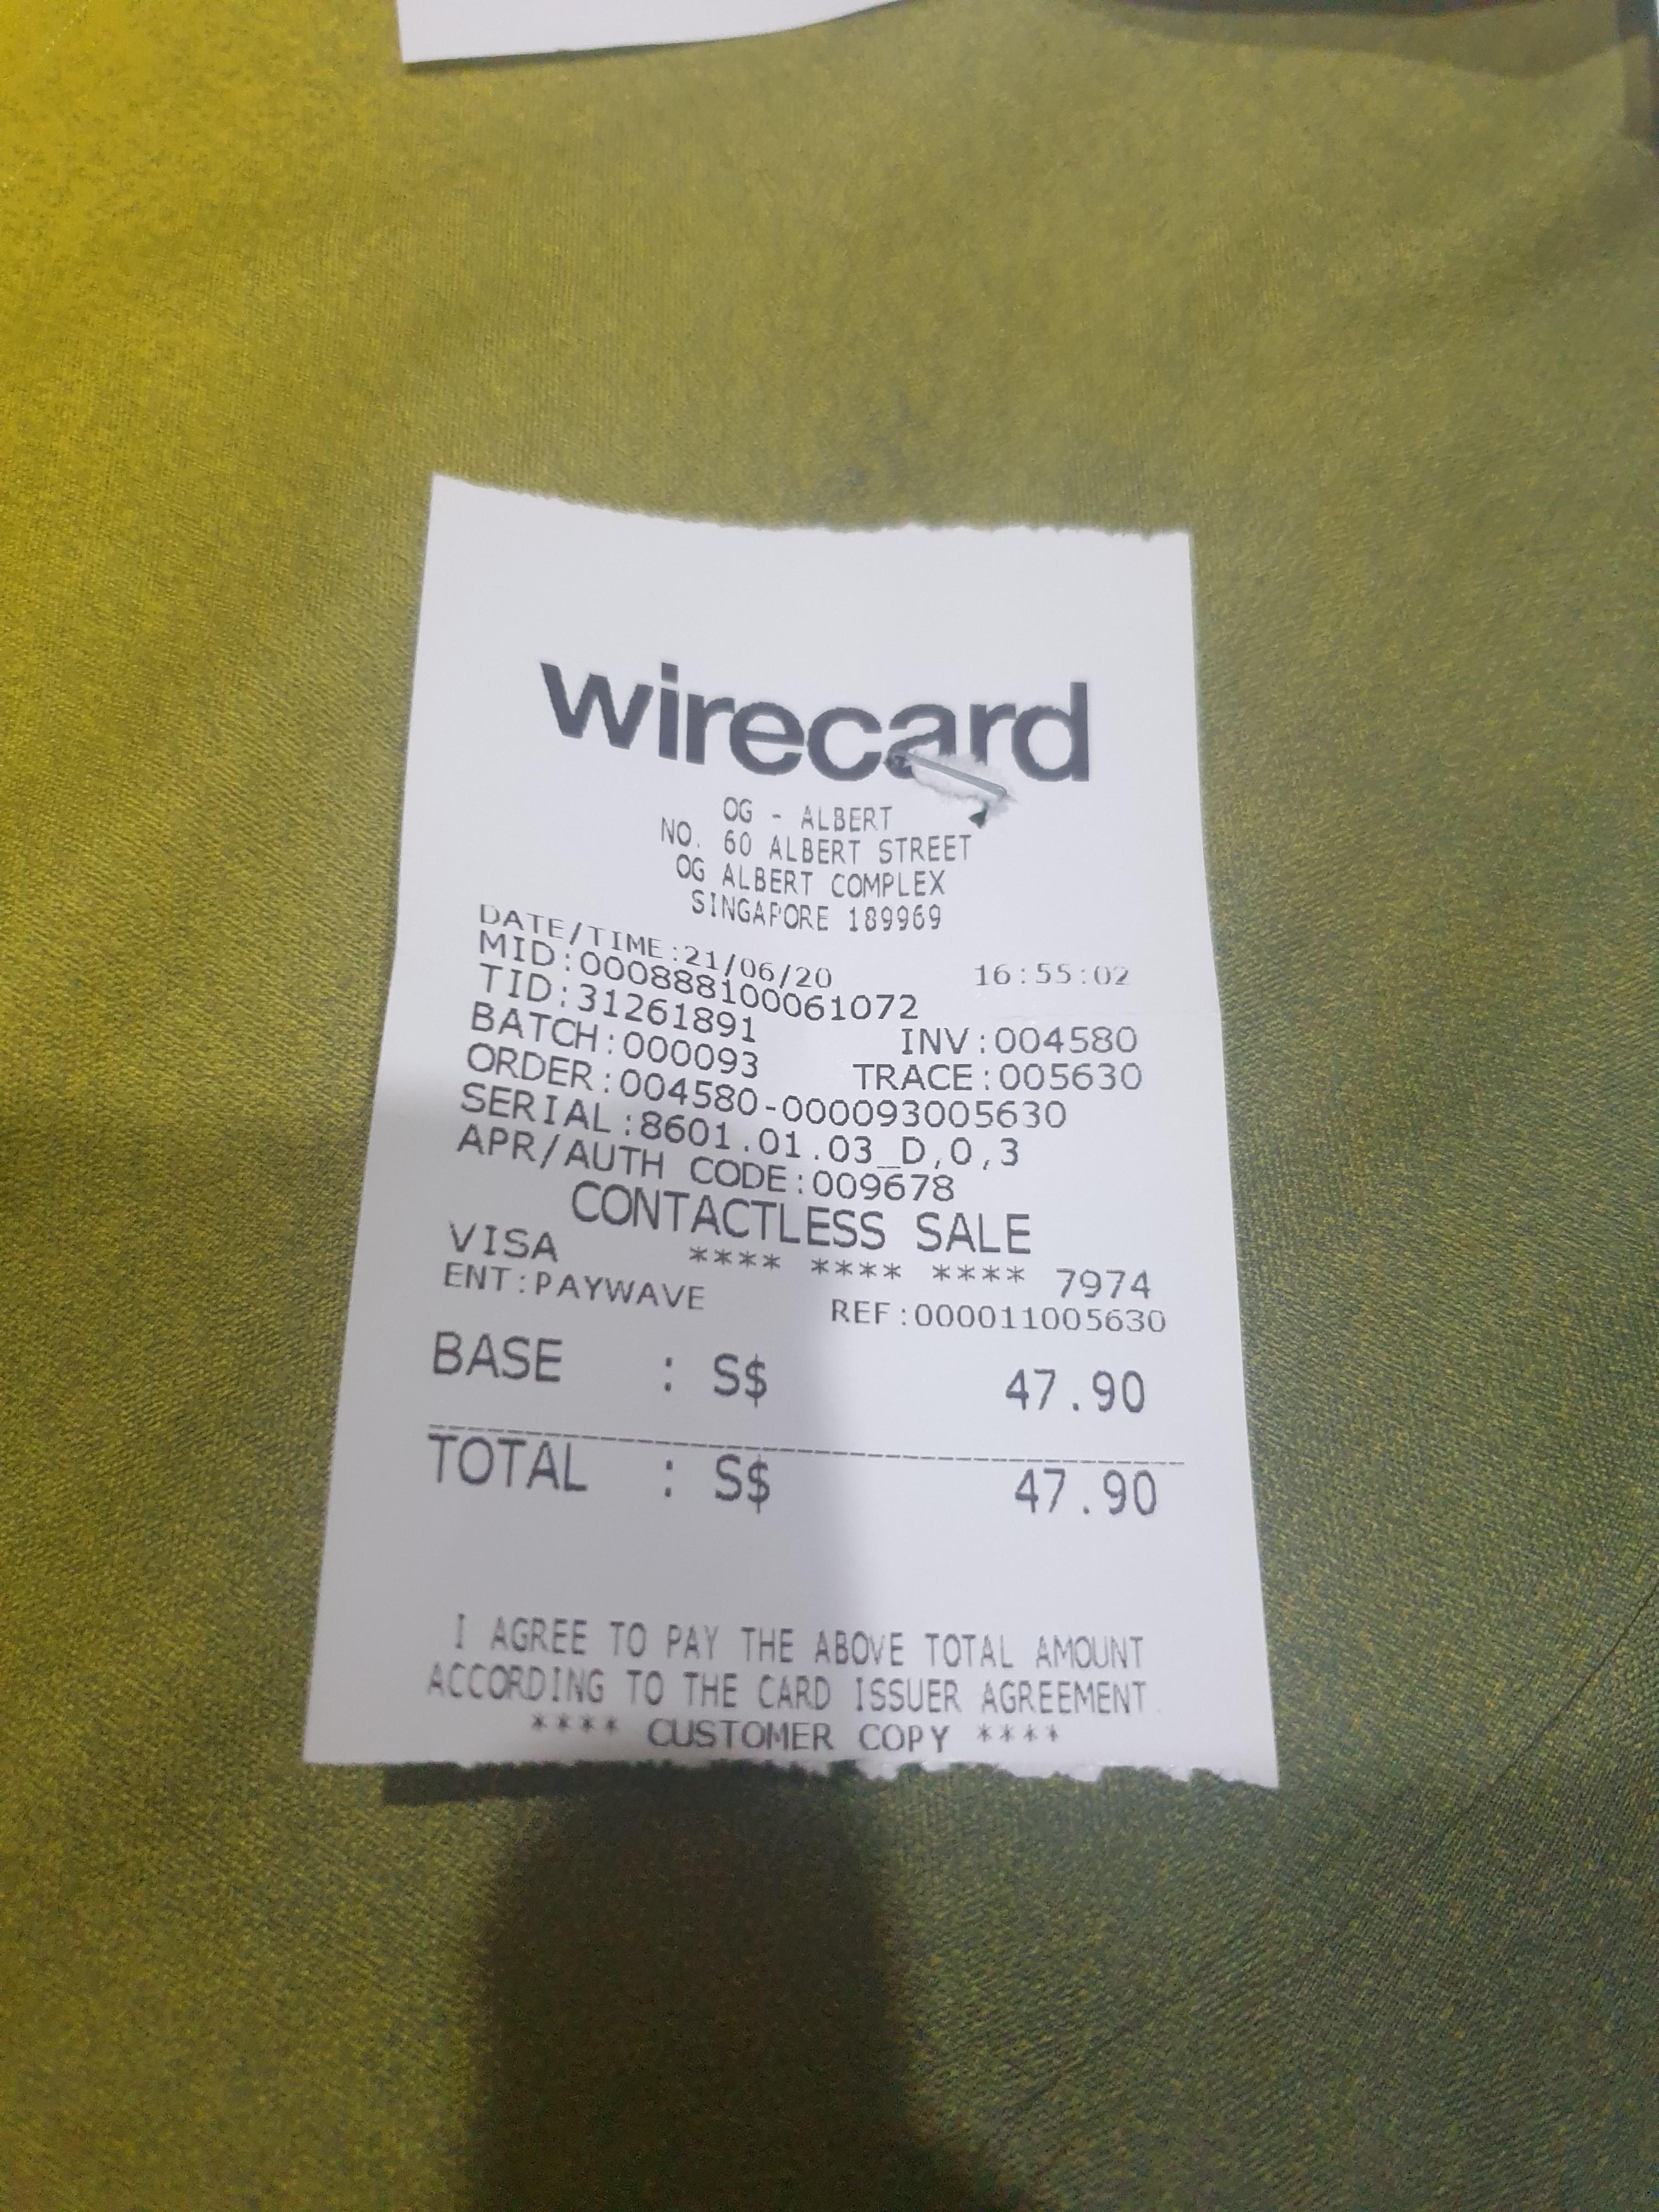 wirecard
OG - ALBERT
NO. 60 ALBERT STREET
OG ALBERT COMPLEX
SINGAPORE 189969
DATE/TIME:21/06/20 16:55:02
MID:000888100061072
TID:31261891 INV:004580
BATCH:000093 TRACE:005630
ORDER:004580-000093005630
SERIAL:8601.01.03_D,0,3
APR/AUTH CODE:009678
CONTACTLESS SALE
VISA **** **** **** 7974
ENT:PAYWAVE REF:000011005630
BASE : S$ 47.90
TOTAL : S$ 47.90
I AGREE TO PAY THE ABOVE TOTAL AMOUNT
ACCORDING TO THE CARD ISSUER AGREEMENT
**** CUSTOMER COPY ****